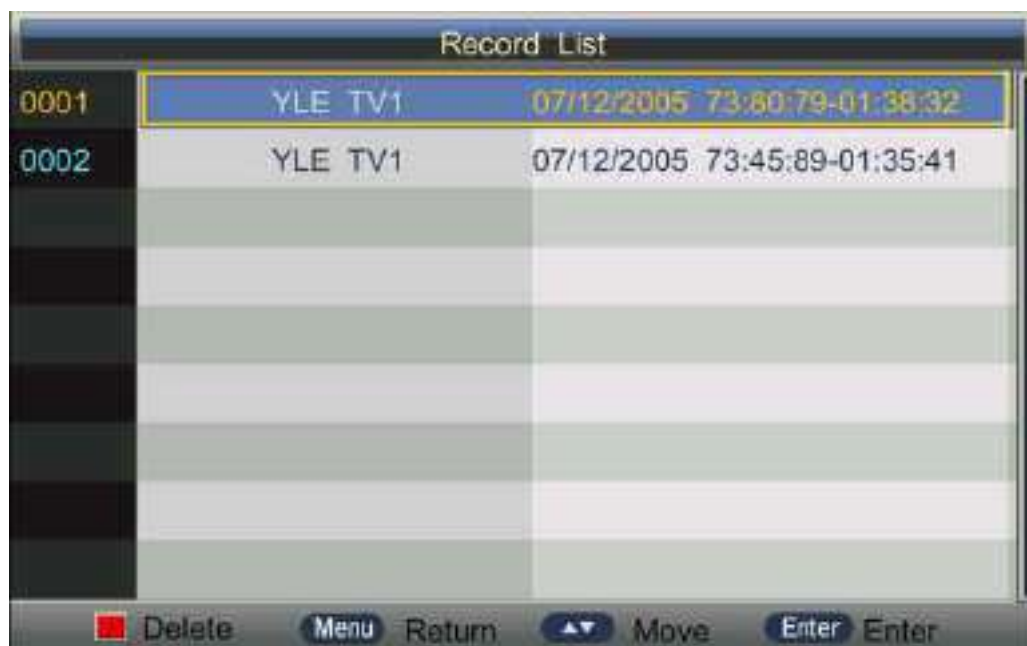 Record List
0001 YLE TV1 07/12/2005 73:80:79-01:38:32
0002 YLE TV1 07/12/2005 73:45:89-01:35:41
Delete Menu Return Move Enter Enter